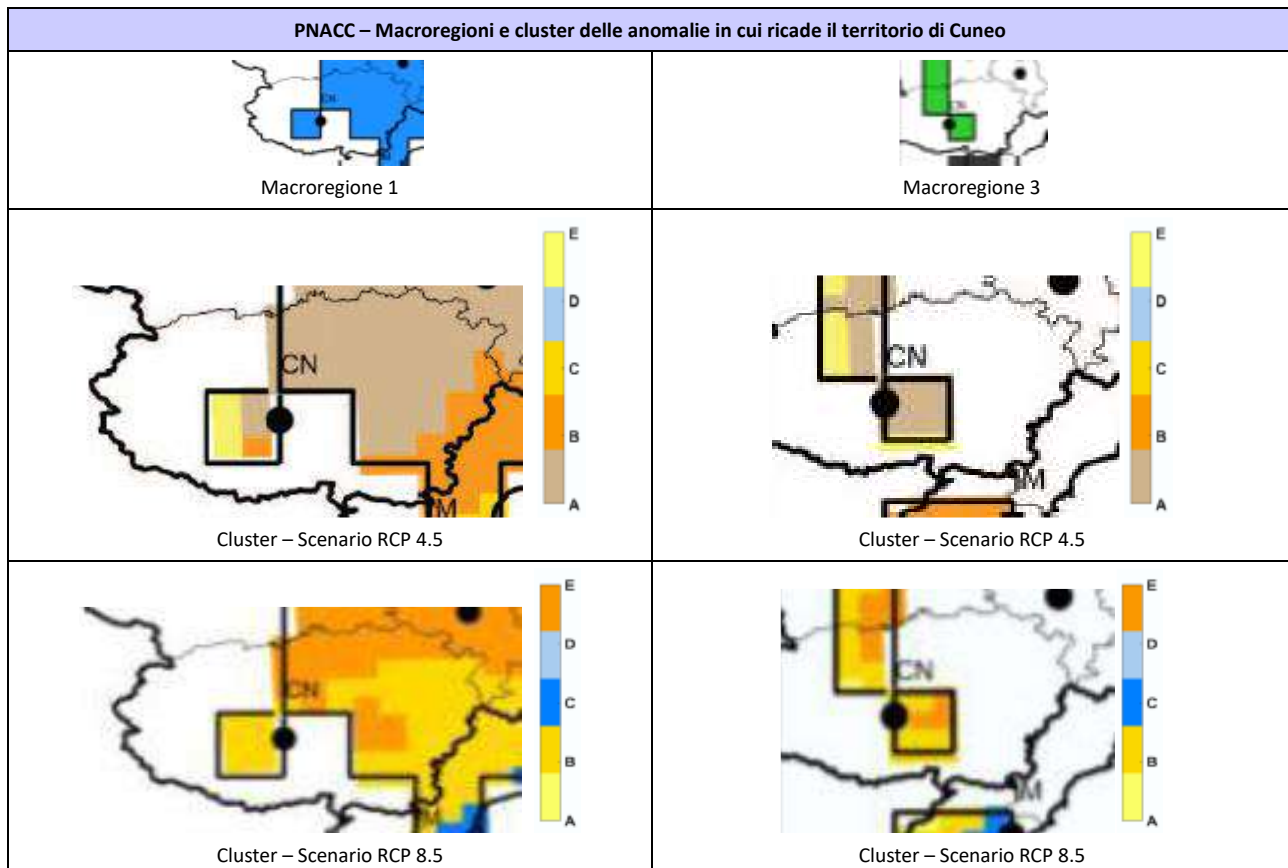 PNACC – Macroregioni e cluster delle anomalie in cui ricade il territorio di Cuneo
CN
Macroregione 1
CN
Macroregione 3
E
D
C
B
A
CN
M
Cluster – Scenario RCP 4.5
E
D
C
B
A
CN
M
Cluster – Scenario RCP 4.5
E
D
C
B
A
CN
M
Cluster – Scenario RCP 8.5
E
D
C
B
A
CN
M
Cluster – Scenario RCP 8.5